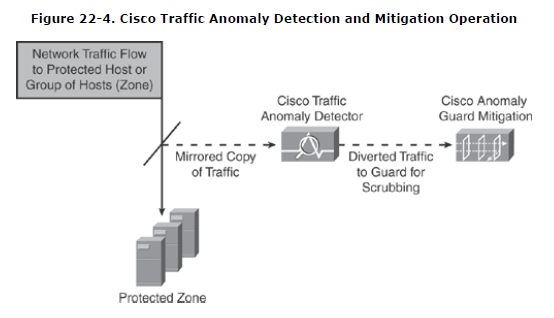 Figure 22-4. Cisco Traffic Anomaly Detection and Mitigation Operation
Network Traffic Flow
to Protected Host or
Group of Hosts (Zone)
Cisco Traffic
Anomaly Detector
Cisco Anomaly
Guard Mitigation
Mirrored Copy
of Traffic
Diverted Traffic
to Guard for
Scrubbing
Protected Zone